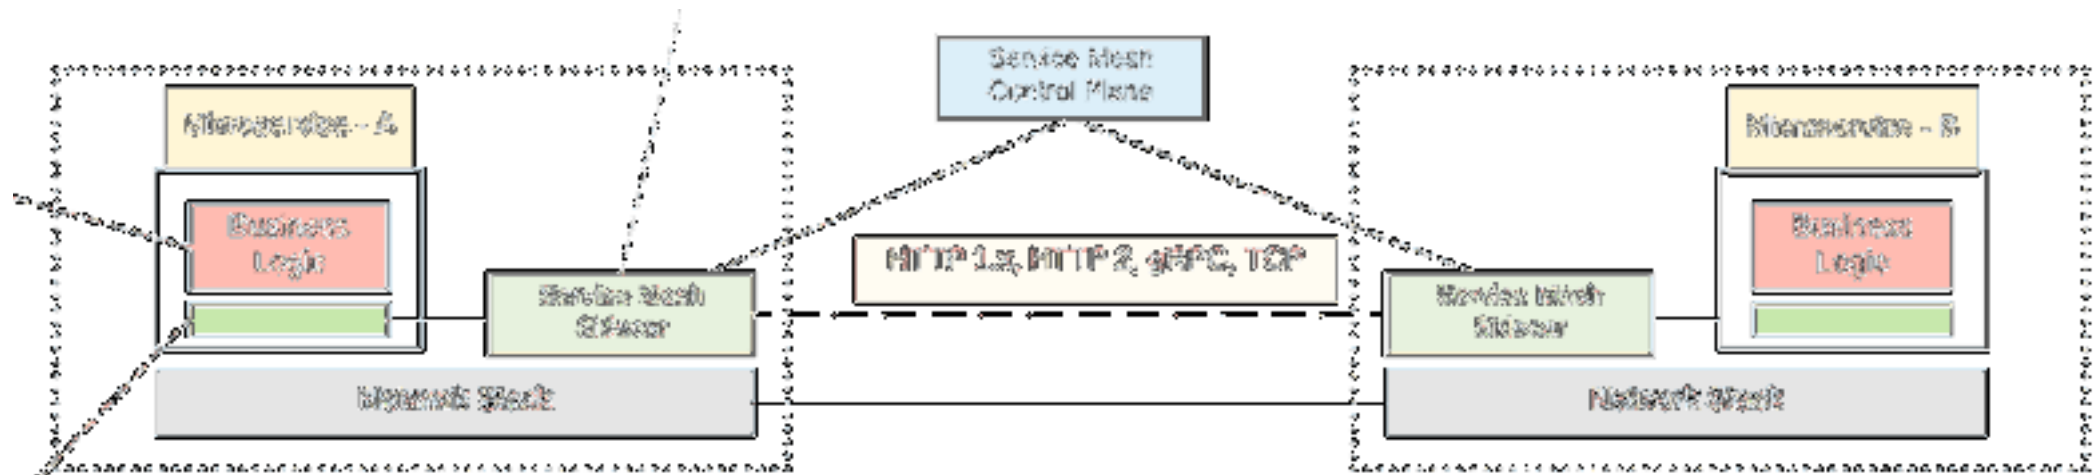 Service Mesh
Control Plane
Microservice - A
Microservice - B
Business
Logic
Business
Logic
HTTP 1.x, HTTP 2, gRPC, TCP
Service Mesh
Sidecar
Service Mesh
Sidecar
Network Stack
Network Stack